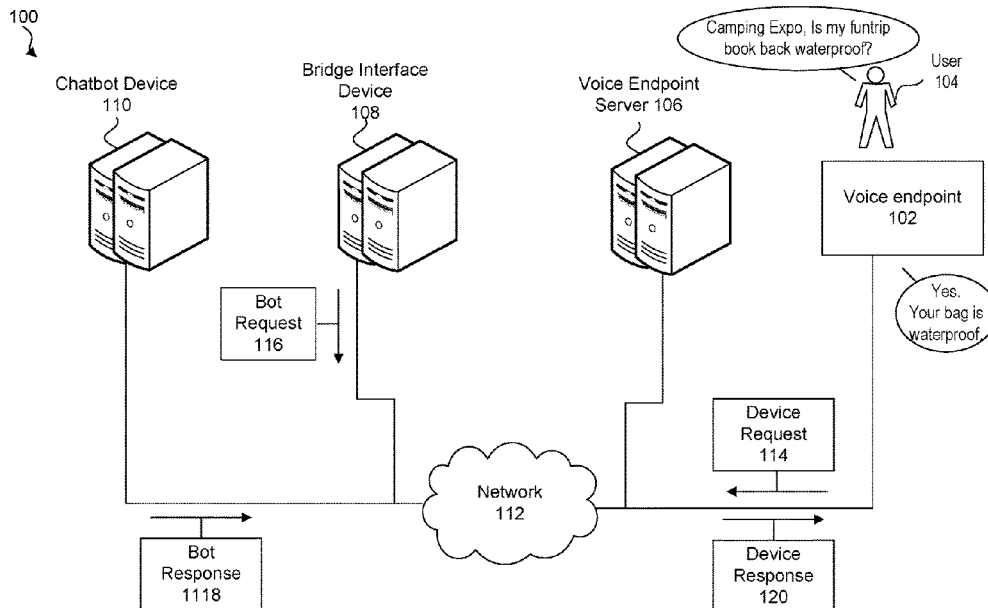 100
Camping Expo, Is my funtrip
book back waterproof?
User
104
Chatbot Device
110
Bridge Interface
Device
108
Voice Endpoint
Server 106
Voice endpoint
102
Yes.
Your bag is
waterproof.
Bot
Request
116
Device
Request
114
Network
112
Bot
Response
1118
Device
Response
120